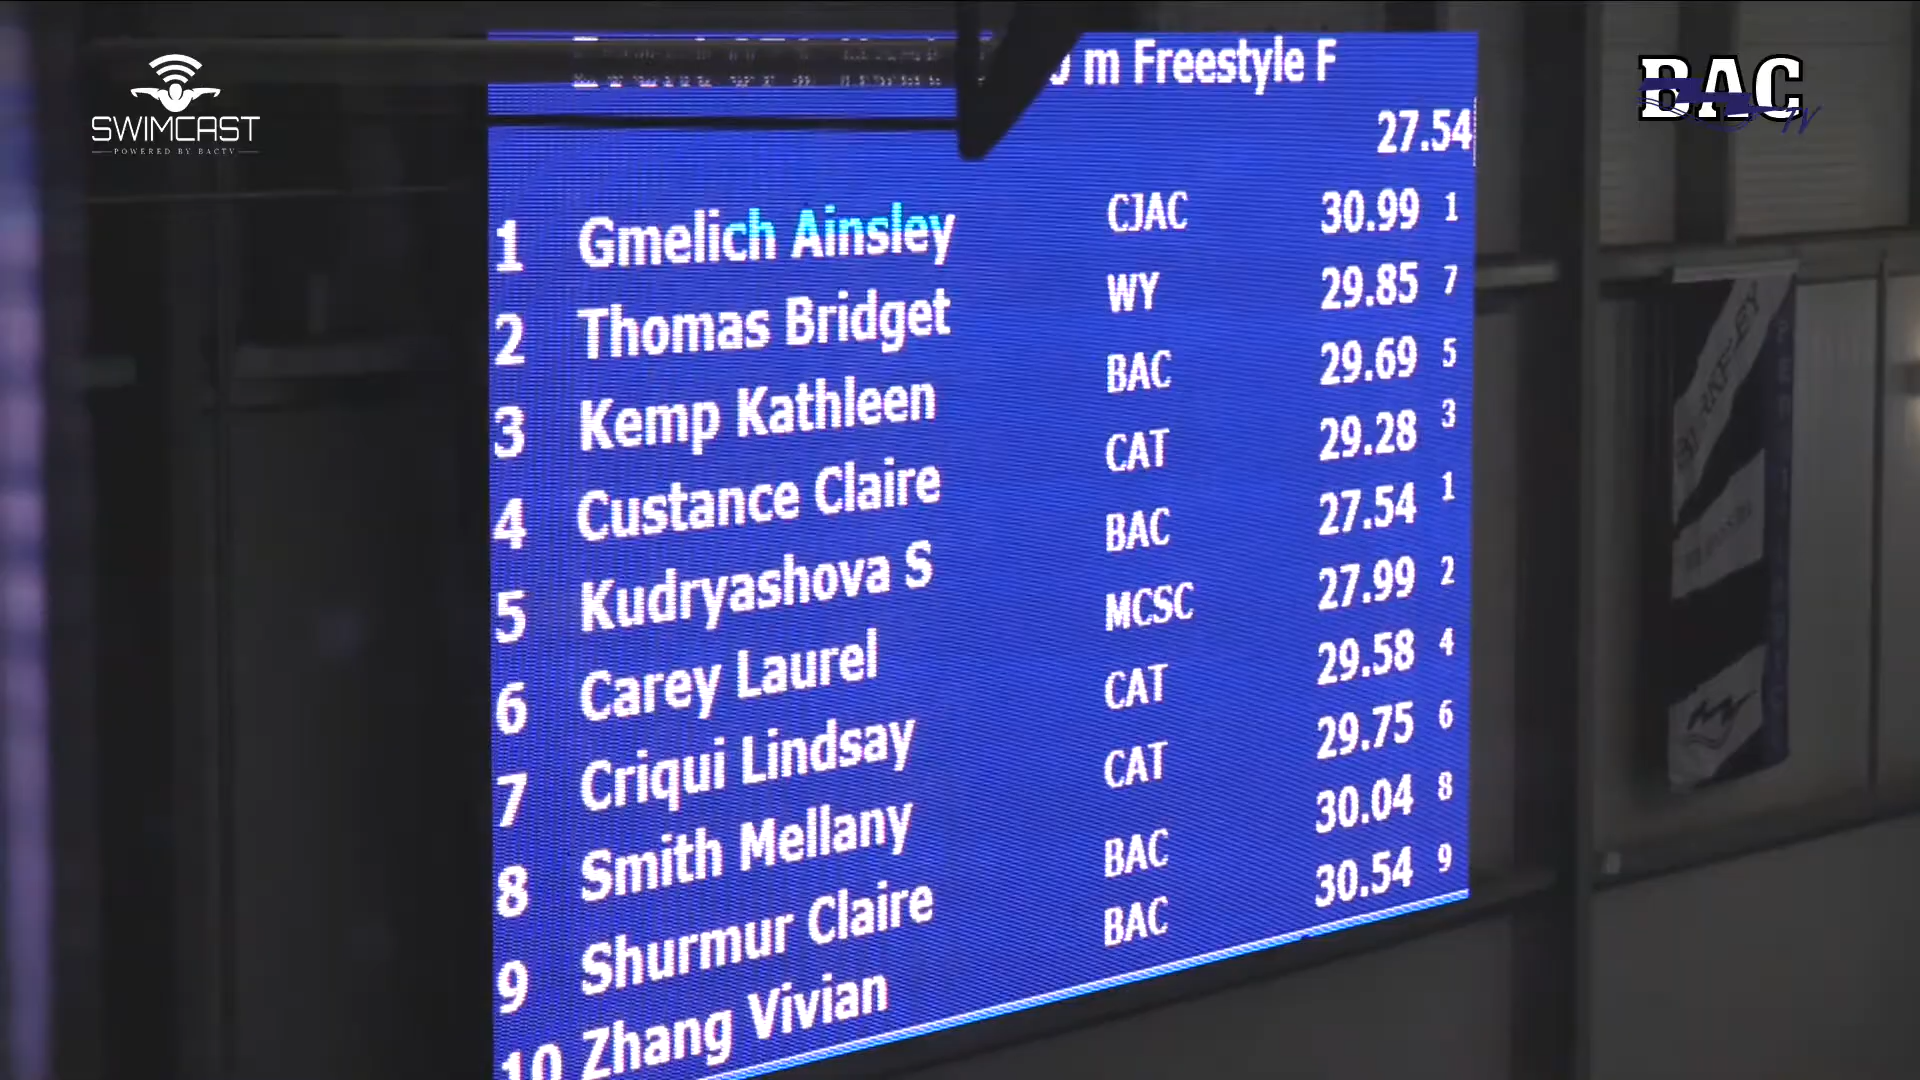 SWIMCAST
POWERED BY BACTV
BAC
TV
m Freestyle F
27.54
1 Gmelich Ainsley CJAC 30.99 1
2 Thomas Bridget WY 29.85 7
3 Kemp Kathleen BAC 29.69 5
4 Custance Claire CAT 29.28 3
5 Kudryashova S BAC 27.54 1
6 Carey Laurel MCSC 27.99 2
7 Criqui Lindsay CAT 29.58 4
8 Smith Mellany CAT 29.75 6
9 Shurmur Claire BAC 30.04 8
10 Zhang Vivian BAC 30.54 9